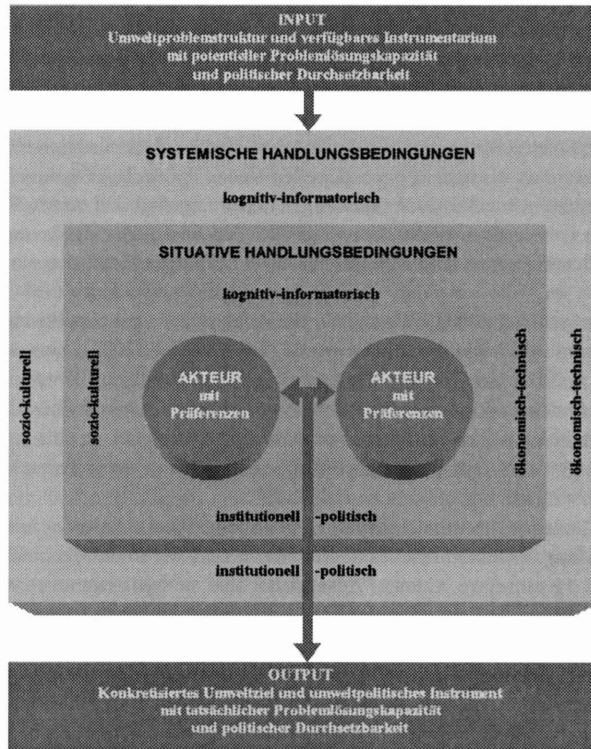 INPUT
Umweltproblemstruktur und verfügbares Instrumentarium
mit potentieller Problemlösungskapazität
und politischer Durchsetzbarkeit
SYSTEMISCHE HANDLUNGSBEDINGUNGEN
kognitiv-informatorisch
SITUATIVE HANDLUNGSBEDINGUNGEN
kognitiv-informatorisch
sozio-kulturell
sozio-kulturell
AKTEUR
mit
Präferenzen
AKTEUR
mit
Präferenzen
ökonomisch-technisch
ökonomisch-technisch
institutionell -politisch
institutionell -politisch
OUTPUT
Konkretisiertes Umweltziel und umweltpolitisches Instrument
mit tatsächlicher Problemlösungskapazität
und politischer Durchsetzbarkeit